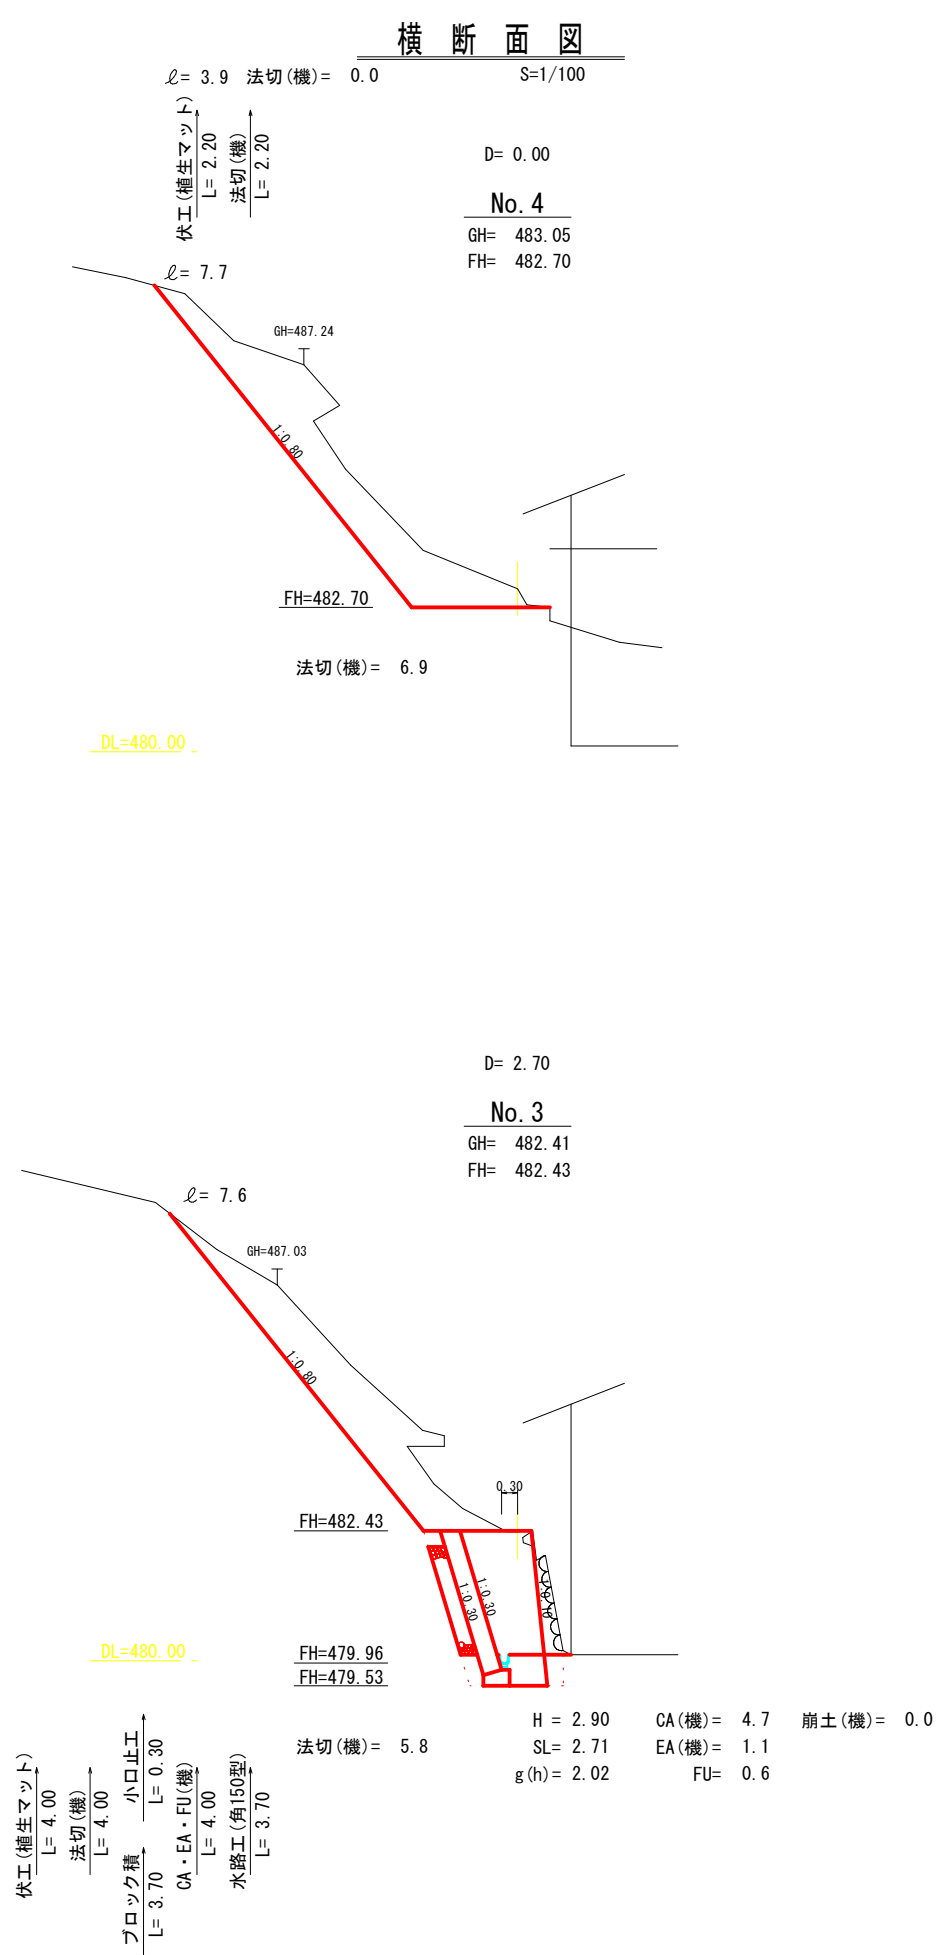 横断面図
S=1/100
ℓ= 3.9 法切(機)= 0.0
伏工(植生マット)
L= 2.20
法切(機)
L= 2.20
D= 0.00
No.4
GH= 483.05
FH= 482.70
ℓ= 7.7
GH=487.24
1:0.80
FH=482.70
法切(機)= 6.9
DL=480.00
D= 2.70
No.3
GH= 482.41
FH= 482.43
ℓ= 7.6
GH=487.03
1:0.80
0.30
FH=482.43
1:0.30
1:0.30
1:0.10
DL=480.00
FH=479.96
FH=479.53
法切(機)= 5.8
H = 2.90 CA(機)= 4.7 崩土(機)= 0.0
SL= 2.71 EA(機)= 1.1
g(h)= 2.02 FU= 0.6
伏工(植生マット)
L= 4.00
法切(機)
L= 4.00
小口止工
L= 0.30
ブロック積
L= 3.70
CA・EA・FU(機)
L= 4.00
水路工(角150型)
L= 3.70